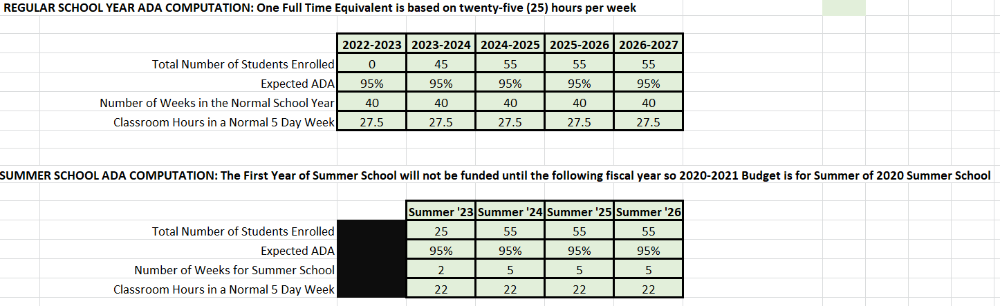 REGULAR SCHOOL YEAR ADA COMPUTATION: One Full Time Equivalent is based on twenty-five (25) hours per week
2022-2023 2023-2024 2024-2025 2025-2026 2026-2027
Total Number of Students Enrolled 0 45 55 55 55
Expected ADA 95% 95% 95% 95% 95%
Number of Weeks in the Normal School Year 40 40 40 40 40
Classroom Hours in a Normal 5 Day Week 27.5 27.5 27.5 27.5 27.5
SUMMER SCHOOL ADA COMPUTATION: The First Year of Summer School will not be funded until the following fiscal year so 2020-2021 Budget is for Summer of 2020 Summer School
Summer '23 Summer '24 Summer '25 Summer '26
Total Number of Students Enrolled 25 55 55 55
Expected ADA 95% 95% 95% 95%
Number of Weeks for Summer School 2 5 5 5
Classroom Hours in a Normal 5 Day Week 22 22 22 22